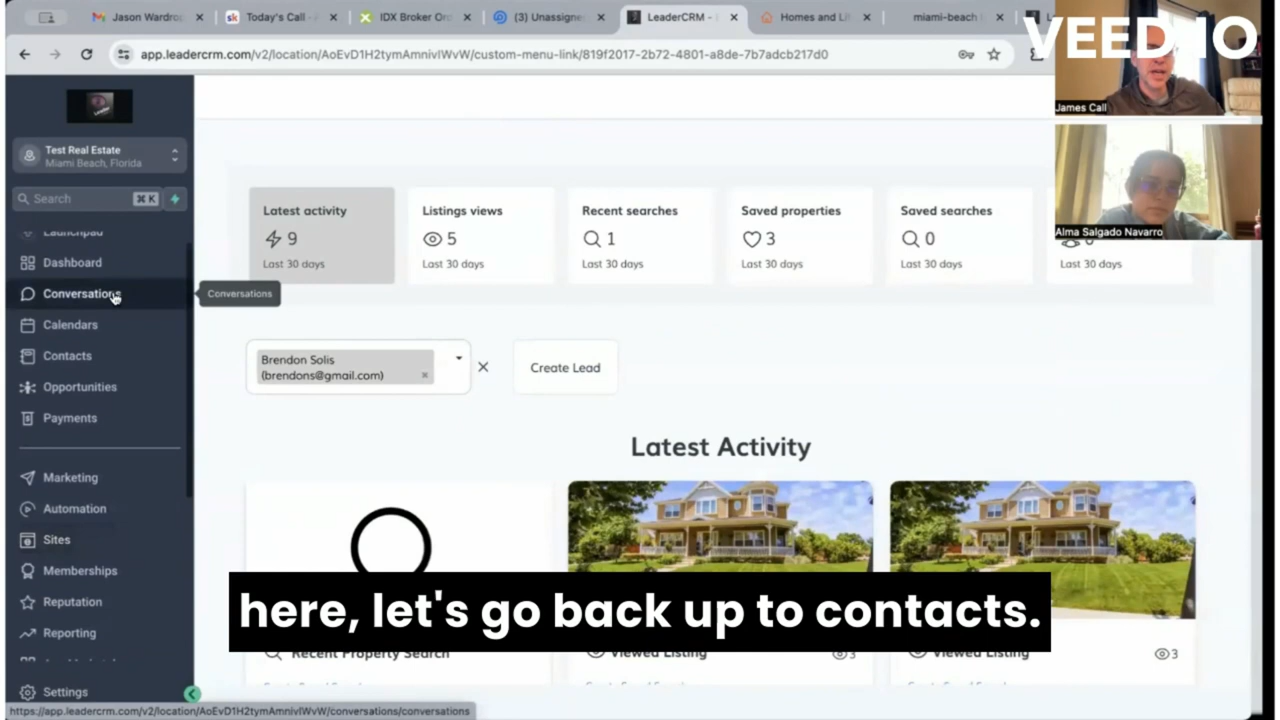 Jason Wardrop
Today's Call -
IDX Broker
(3) Unassigne
LeaderCRM -
Homes and Li
miami-beach
app.leadercrm.com/v2/location/AoEvD1H2tymAmnivIWvW/custom-menu-link/819f2017-2b72-4801-a8de-7b7adcb217d0
VEED.IO
James Call
Alma Salgado Navarro
Test Real Estate
Miami Beach, Florida
Search
⌘ K
Launchpad
Dashboard
Conversations
Calendars
Contacts
Opportunities
Payments
Marketing
Automation
Sites
Memberships
Reputation
Reporting
Settings
Conversations
Latest activity
9
Last 30 days
Listings views
5
Last 30 days
Recent searches
1
Last 30 days
Saved properties
3
Last 30 days
Saved searches
0
Last 30 days
0
Last 30 days
Brendon Solis
(brendons@gmail.com)
Create Lead
Latest Activity
here, let's go back up to contacts.
Recent Property Search
Viewed Listing
3
Viewed Listing
3
https://app.leadercrm.com/v2/location/AoEvD1H2tymAmnivIWvW/conversations/conversations